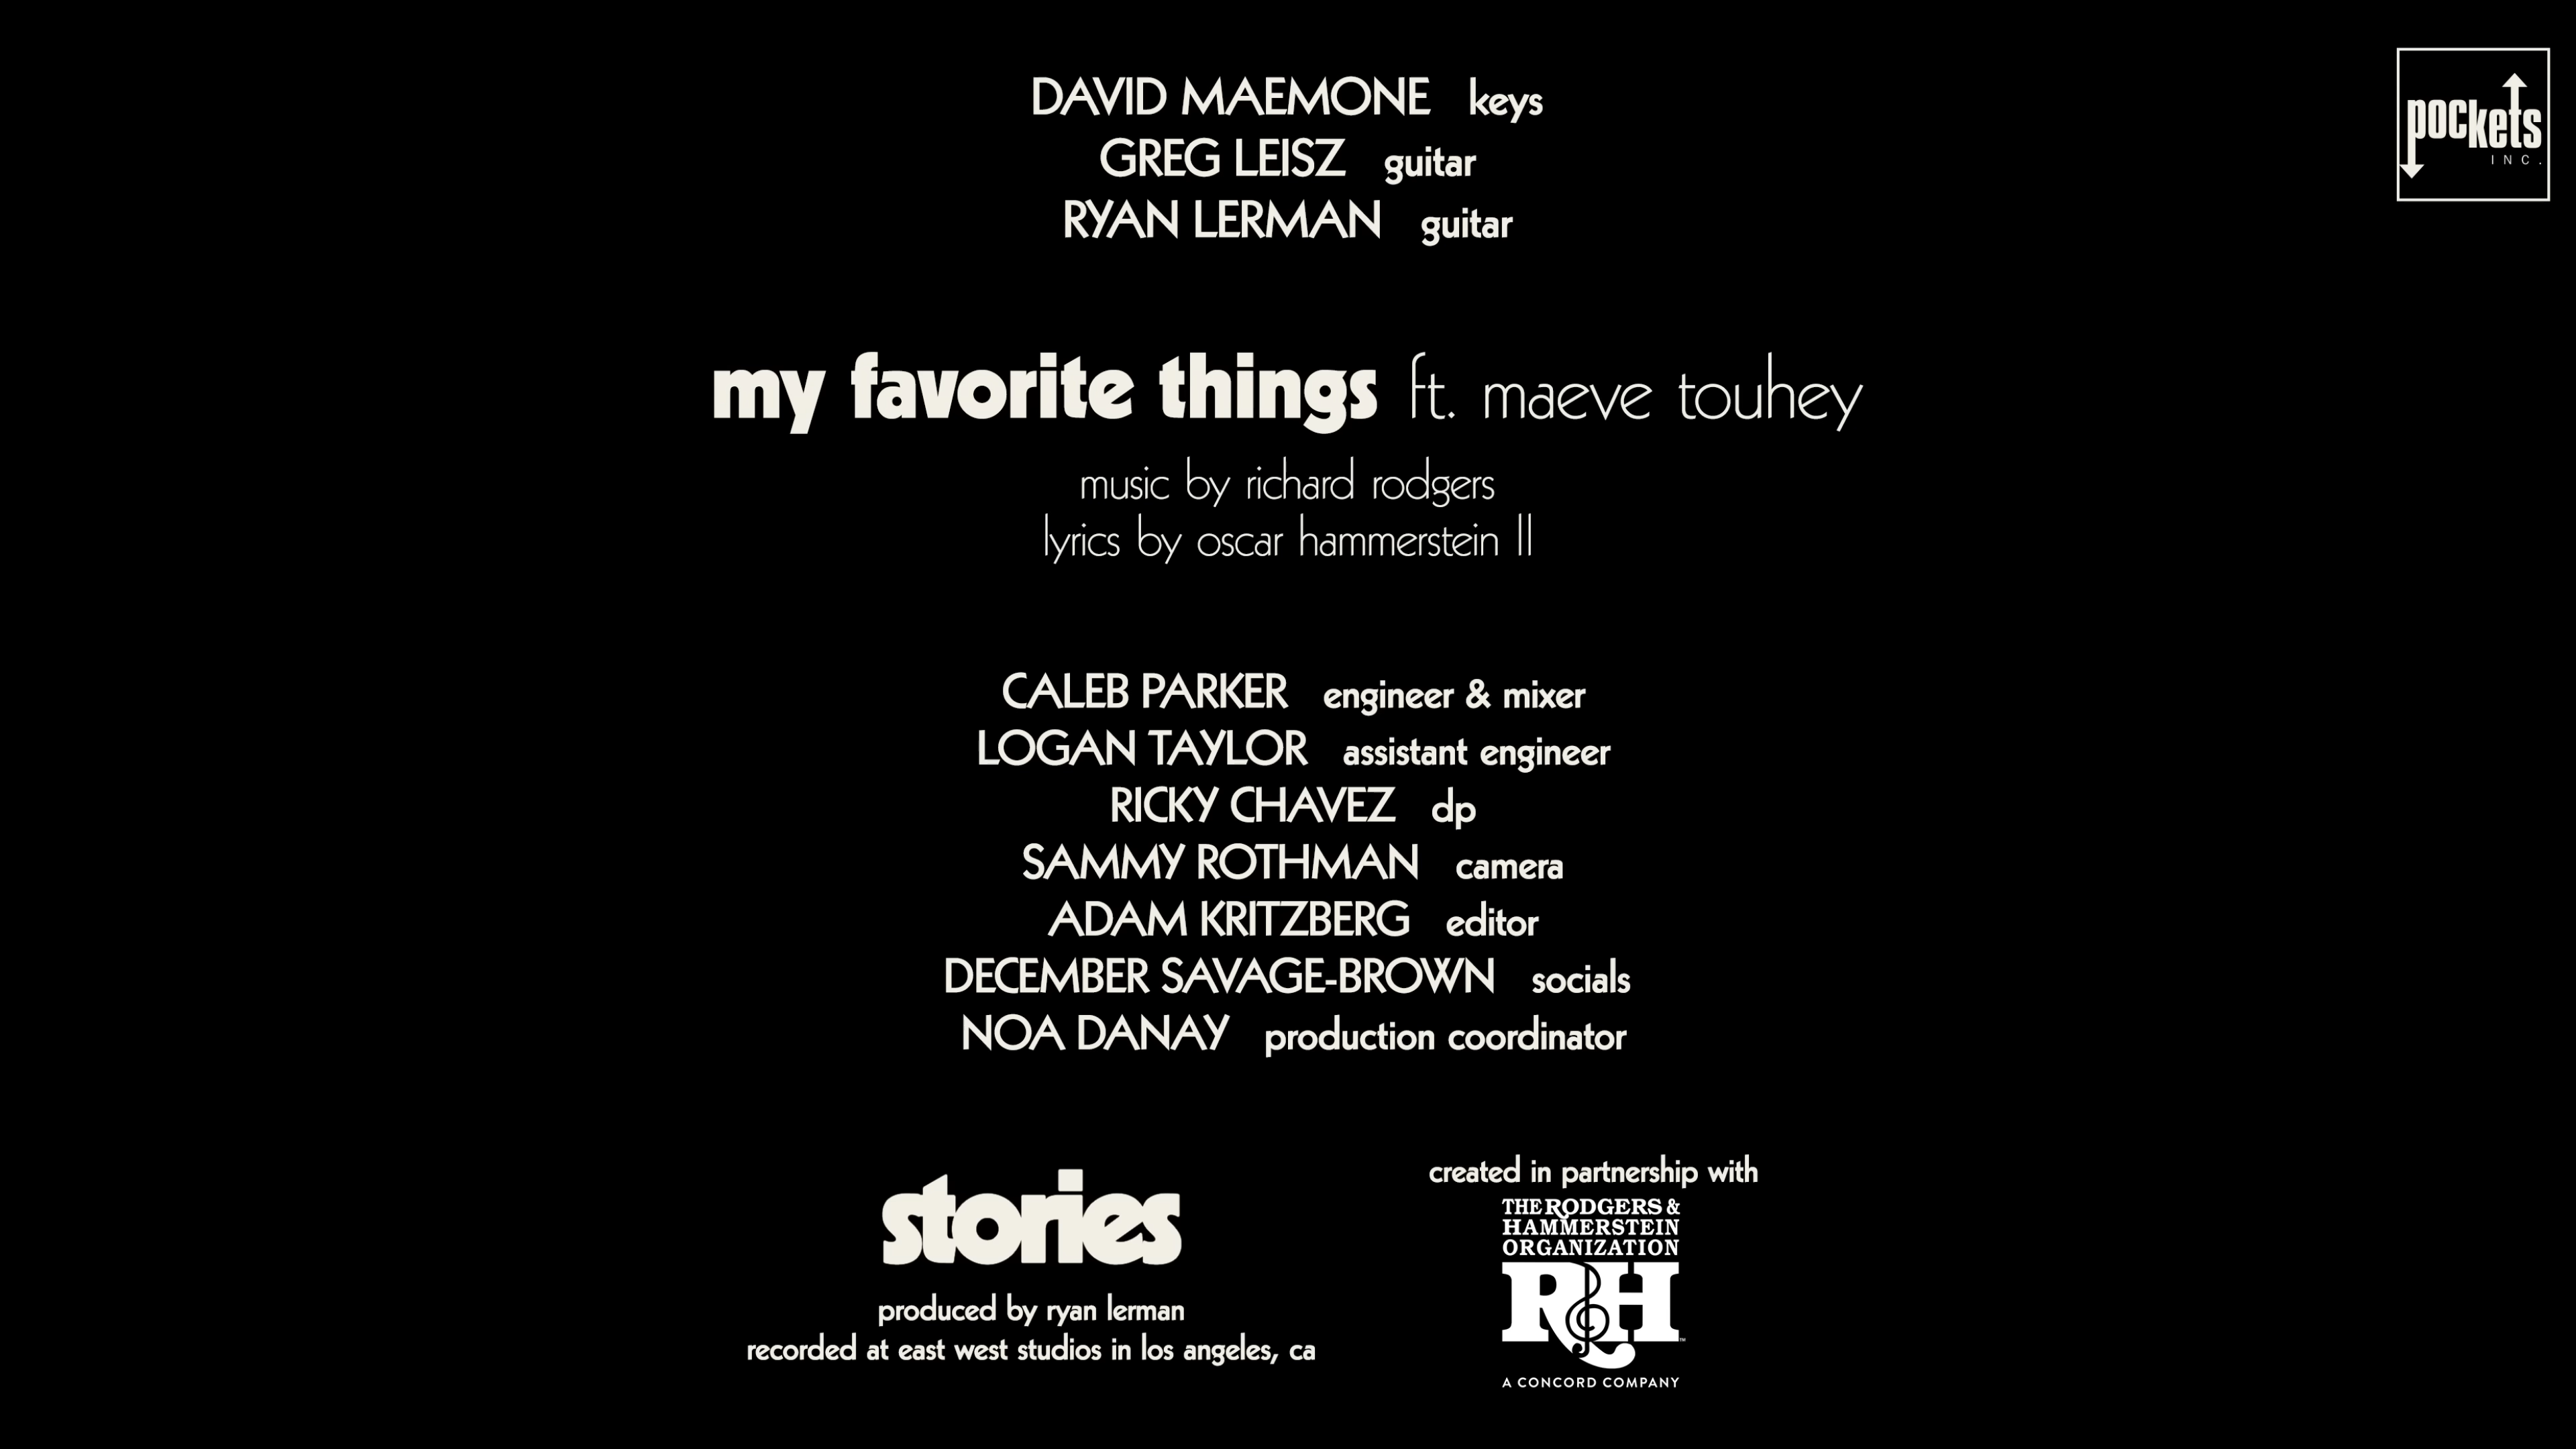 DAVID MAEMONE keys
GREG LEISZ guitar
RYAN LERMAN guitar
pockets
INC.
my favorite things ft. maeve touhey
music by richard rodgers
lyrics by oscar hammerstein II
CALEB PARKER engineer & mixer
LOGAN TAYLOR assistant engineer
RICKY CHAVEZ dp
SAMMY ROTHMAN camera
ADAM KRITZBERG editor
DECEMBER SAVAGE-BROWN socials
NOA DANAY production coordinator
stories
produced by ryan lerman
recorded at east west studios in los angeles, ca
created in partnership with
THE RODGERS &
HAMMERSTEIN
ORGANIZATION
R&H™
A CONCORD COMPANY